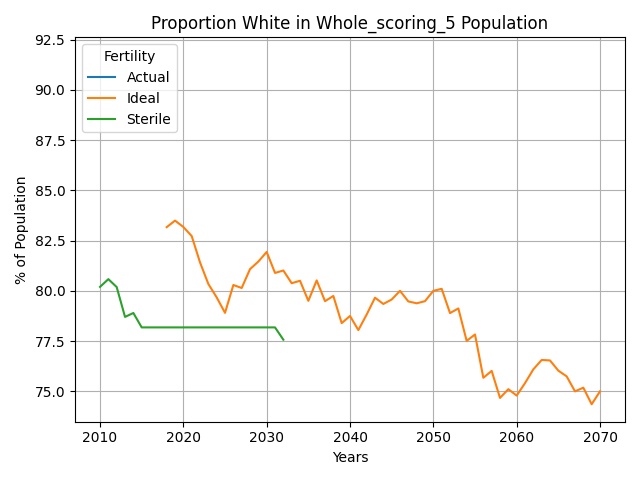 Proportion White in Whole_scoring_5 Population
Fertility
Actual
Ideal
Sterile
% of Population
92.5
90.0
87.5
85.0
82.5
80.0
77.5
75.0
2010 2020 2030 2040 2050 2060 2070
Years